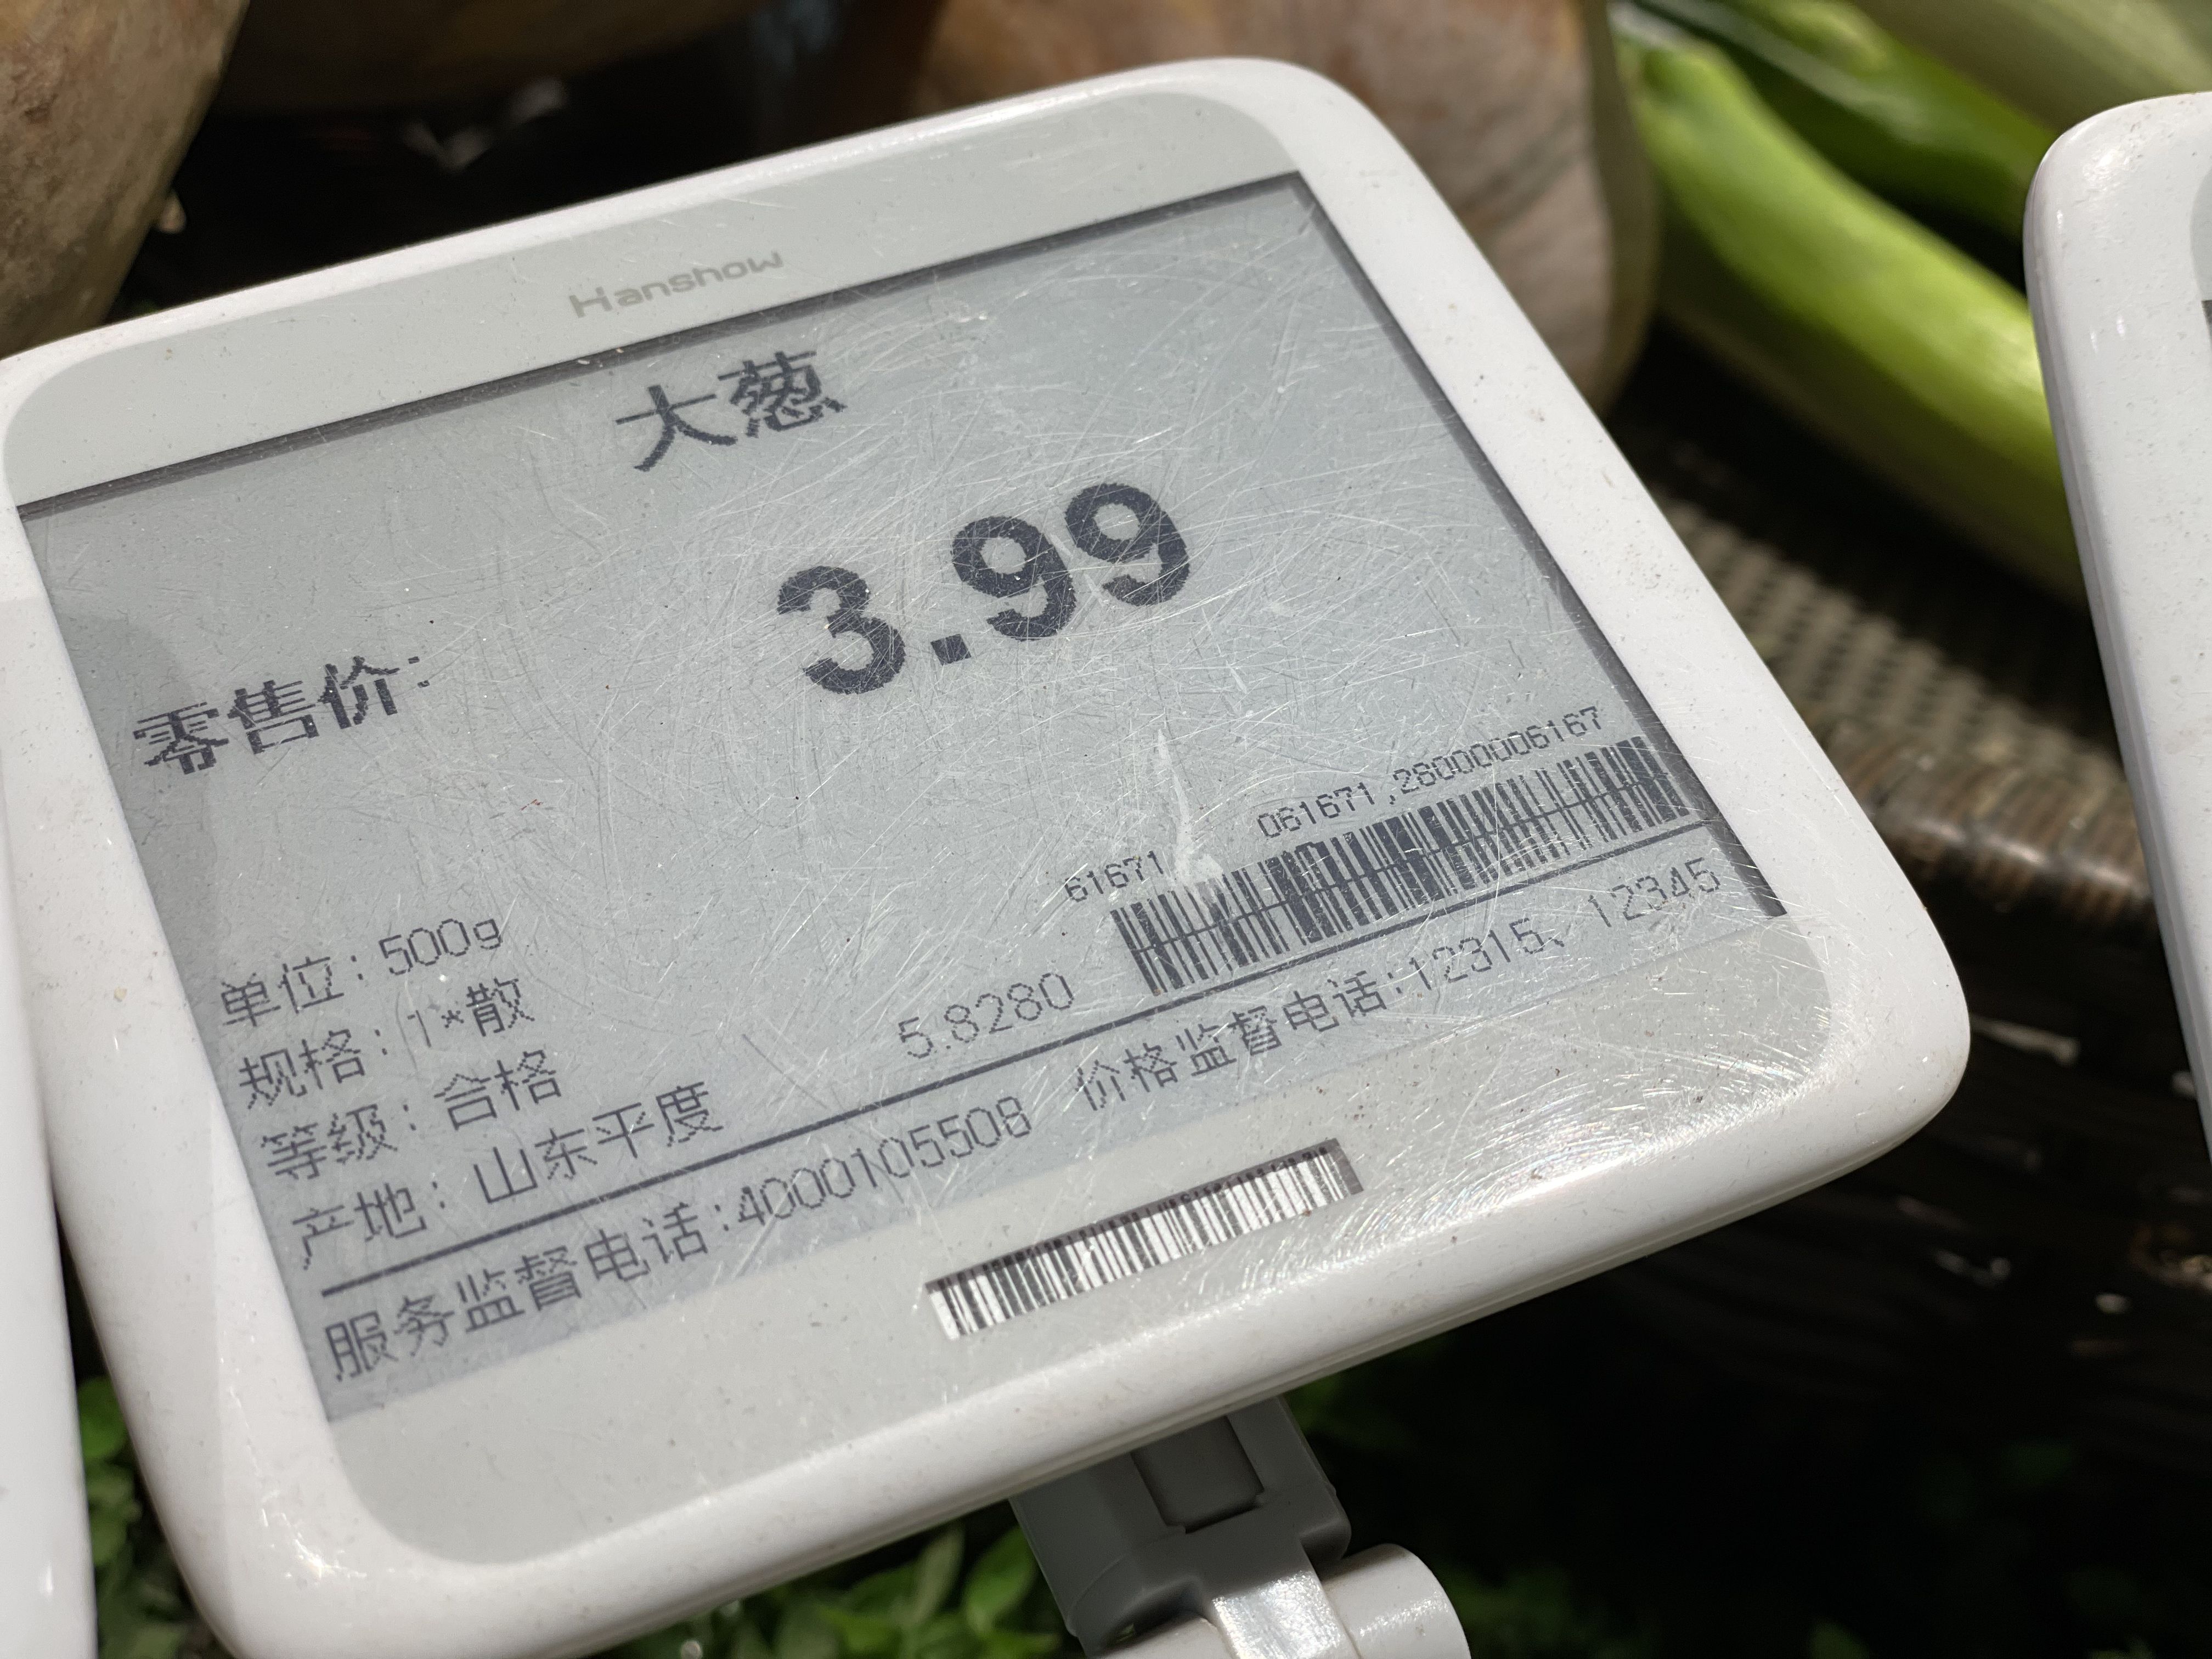 Hanshow
大葱
零售价: 3.99
061671,2800000006167
61671
单位: 500g
规格: 1*散
等级: 合格
产地: 山东平度
5.8280
服务监督电话:4000105508 价格监督电话:12315、12345